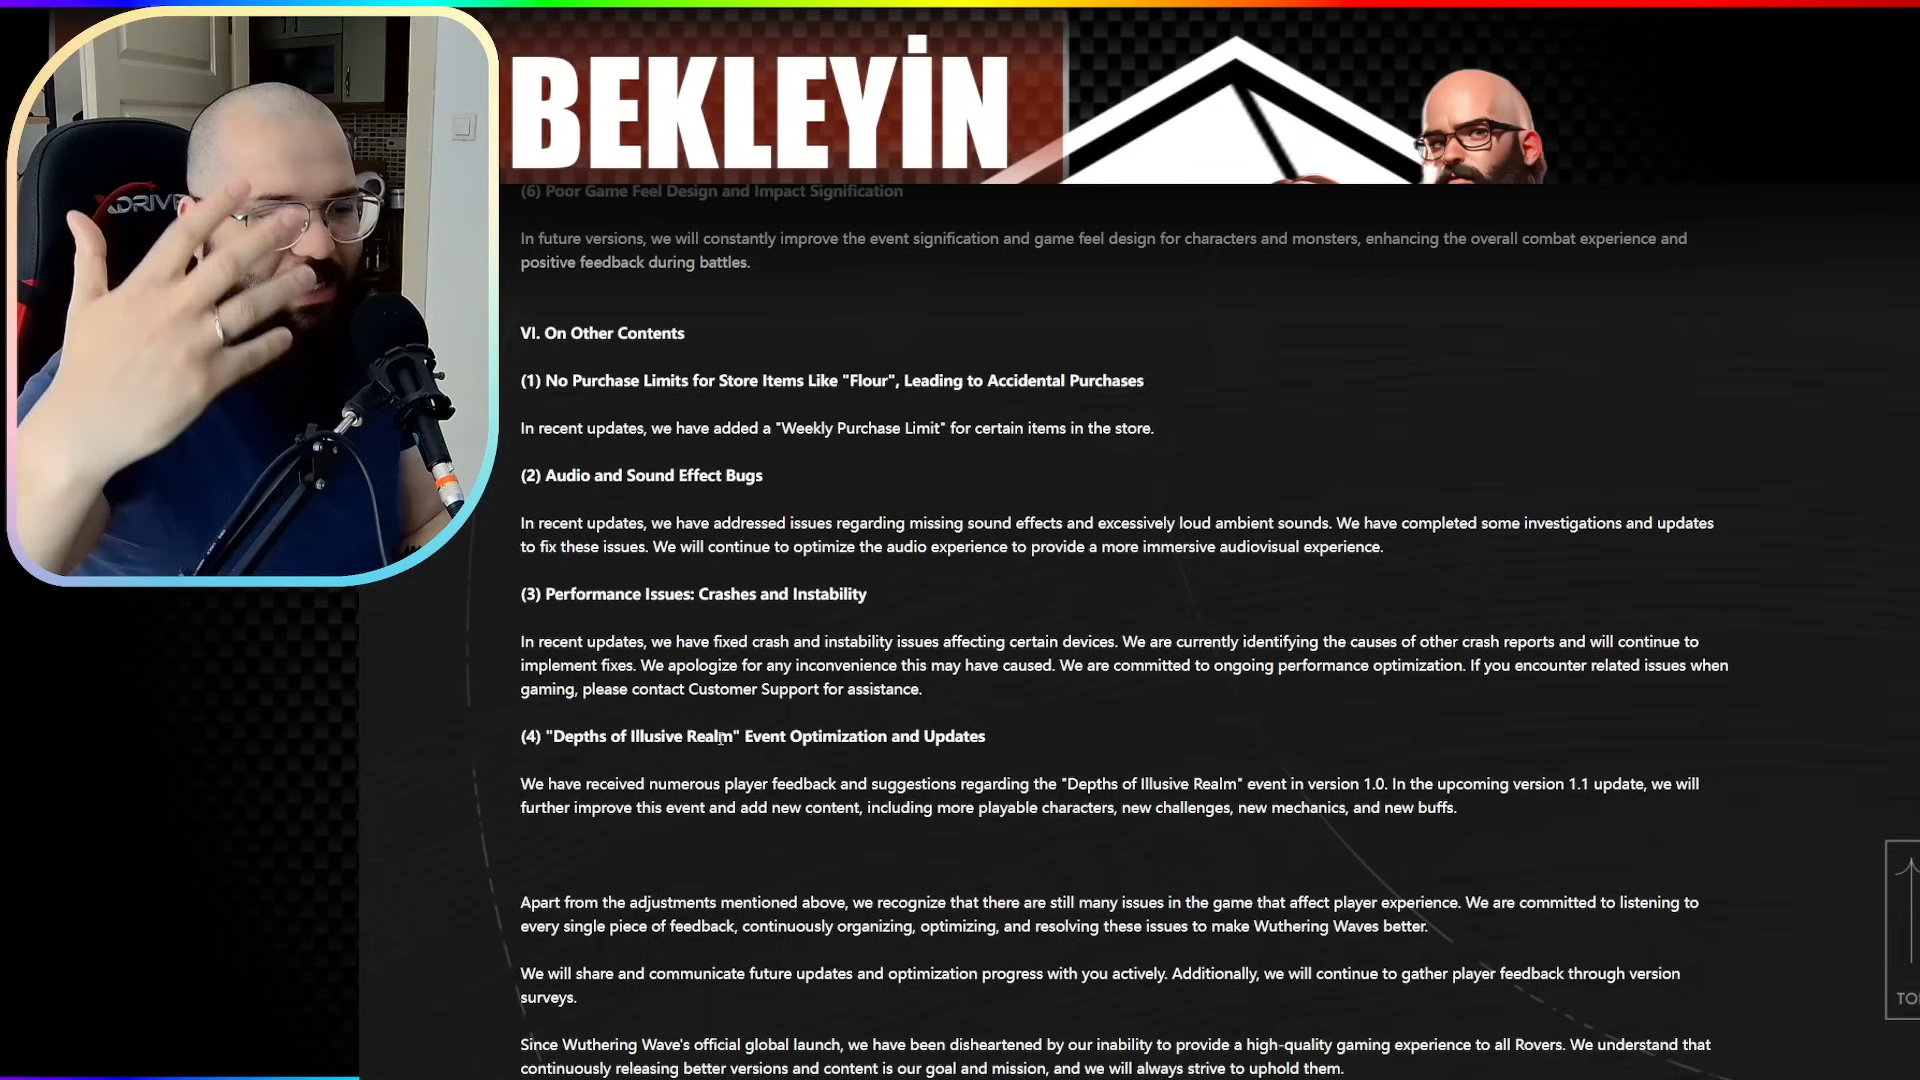 BEKLEYİN
XDRIVE
(6) Poor Game Feel Design and Impact Signification
In future versions, we will constantly improve the event signification and game feel design for characters and monsters, enhancing the overall combat experience and
positive feedback during battles.
VI. On Other Contents
(1) No Purchase Limits for Store Items Like "Flour", Leading to Accidental Purchases
In recent updates, we have added a "Weekly Purchase Limit" for certain items in the store.
(2) Audio and Sound Effect Bugs
In recent updates, we have addressed issues regarding missing sound effects and excessively loud ambient sounds. We have completed some investigations and updates
to fix these issues. We will continue to optimize the audio experience to provide a more immersive audiovisual experience.
(3) Performance Issues: Crashes and Instability
In recent updates, we have fixed crash and instability issues affecting certain devices. We are currently identifying the causes of other crash reports and will continue to
implement fixes. We apologize for any inconvenience this may have caused. We are committed to ongoing performance optimization. If you encounter related issues when
gaming, please contact Customer Support for assistance.
(4) "Depths of Illusive Realm" Event Optimization and Updates
We have received numerous player feedback and suggestions regarding the "Depths of Illusive Realm" event in version 1.0. In the upcoming version 1.1 update, we will
further improve this event and add new content, including more playable characters, new challenges, new mechanics, and new buffs.
Apart from the adjustments mentioned above, we recognize that there are still many issues in the game that affect player experience. We are committed to listening to
every single piece of feedback, continuously organizing, optimizing, and resolving these issues to make Wuthering Waves better.
We will share and communicate future updates and optimization progress with you actively. Additionally, we will continue to gather player feedback through version
surveys.
Since Wuthering Wave's official global launch, we have been disheartened by our inability to provide a high-quality gaming experience to all Rovers. We understand that
continuously releasing better versions and content is our goal and mission, and we will always strive to uphold them.